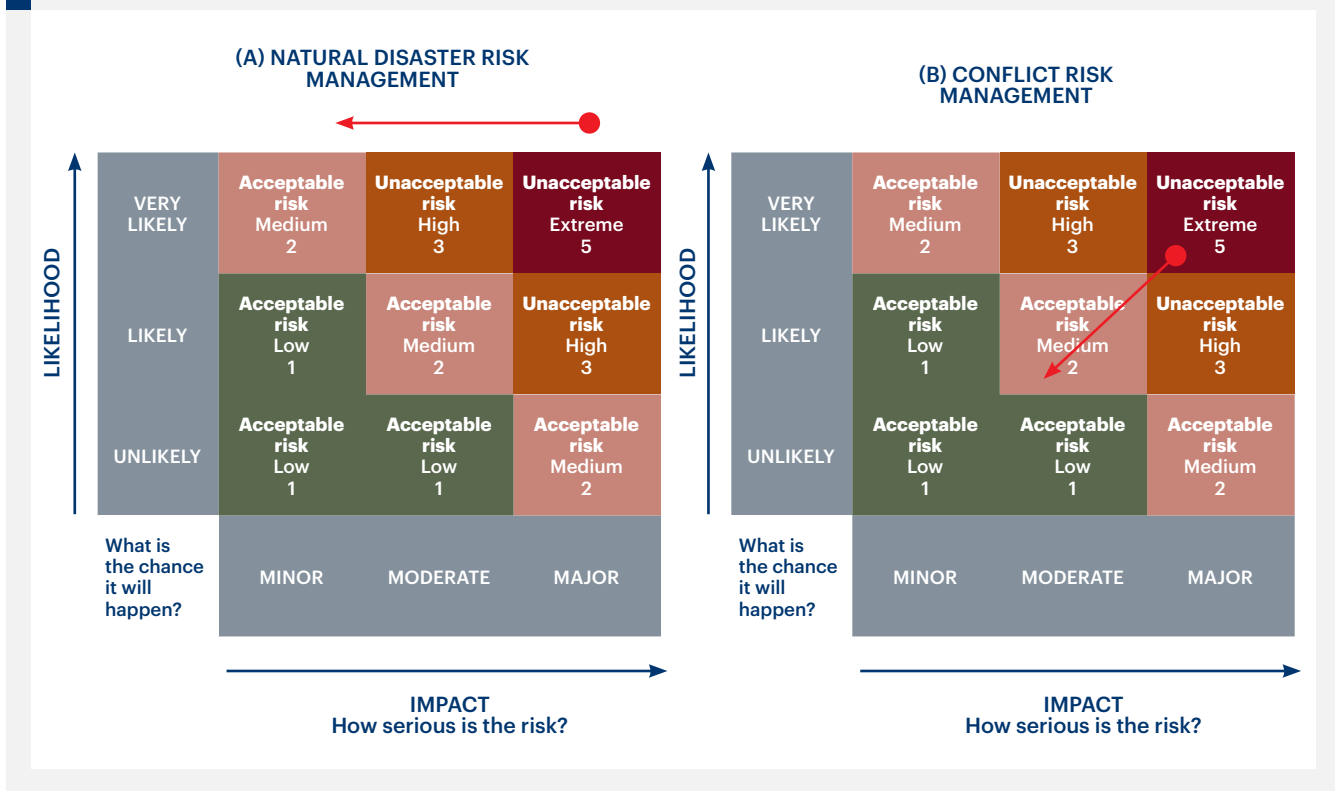 (A) NATURAL DISASTER RISK
MANAGEMENT
LIKELIHOOD
VERY
LIKELY
Acceptable
risk
Medium
2
Unacceptable
risk
High
3
Unacceptable
risk
Extreme
5
LIKELY
Acceptable
risk
Low
1
Acceptable
risk
Medium
2
Unacceptable
risk
High
3
UNLIKELY
Acceptable
risk
Low
1
Acceptable
risk
Low
1
Acceptable
risk
Medium
2
What is
the chance
it will
happen?
MINOR
MODERATE
MAJOR
IMPACT
How serious is the risk?
(B) CONFLICT RISK
MANAGEMENT
LIKELIHOOD
VERY
LIKELY
Acceptable
risk
Medium
2
Unacceptable
risk
High
3
Unacceptable
risk
Extreme
5
LIKELY
Acceptable
risk
Low
1
Acceptable
risk
Medium
2
Unacceptable
risk
High
3
UNLIKELY
Acceptable
risk
Low
1
Acceptable
risk
Low
1
Acceptable
risk
Medium
2
What is
the chance
it will
happen?
MINOR
MODERATE
MAJOR
IMPACT
How serious is the risk?